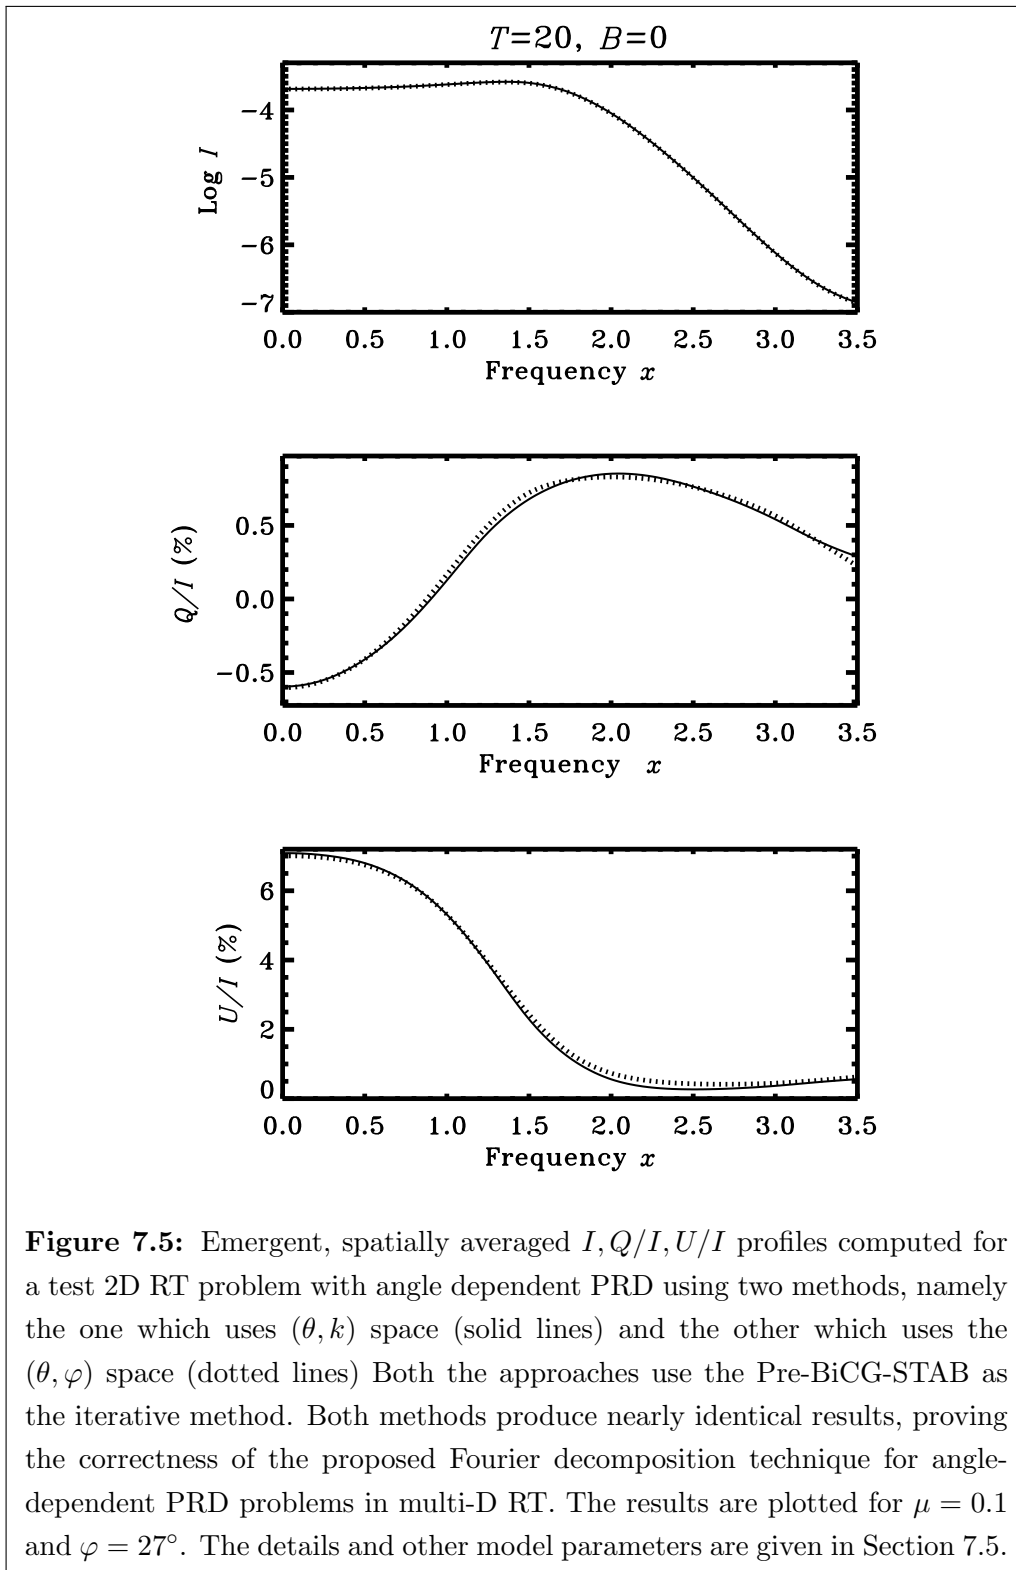 T=20, B=0
Log I
−4
−5
−6
−7
0.0 0.5 1.0 1.5 2.0 2.5 3.0 3.5
Frequency x
Q/I (%)
0.5
0.0
−0.5
0.0 0.5 1.0 1.5 2.0 2.5 3.0 3.5
Frequency x
U/I (%)
6
4
2
0
0.0 0.5 1.0 1.5 2.0 2.5 3.0 3.5
Frequency x
Figure 7.5: Emergent, spatially averaged I, Q/I, U/I profiles computed for
a test 2D RT problem with angle dependent PRD using two methods, namely
the one which uses (θ, k) space (solid lines) and the other which uses the
(θ, φ) space (dotted lines) Both the approaches use the Pre-BiCG-STAB as
the iterative method. Both methods produce nearly identical results, proving
the correctness of the proposed Fourier decomposition technique for angle-
dependent PRD problems in multi-D RT. The results are plotted for μ = 0.1
and φ = 27°. The details and other model parameters are given in Section 7.5.